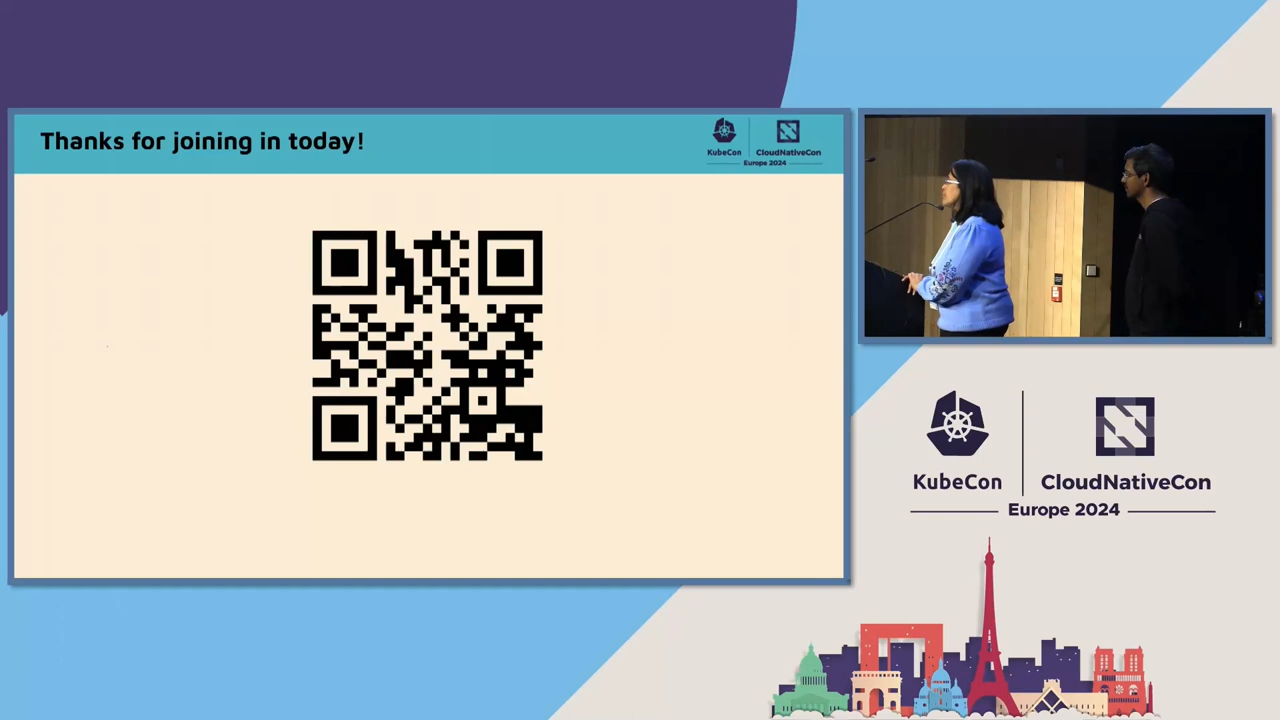 Thanks for joining in today!
KubeCon
CloudNativeCon
Europe 2024
KubeCon
CloudNativeCon
Europe 2024